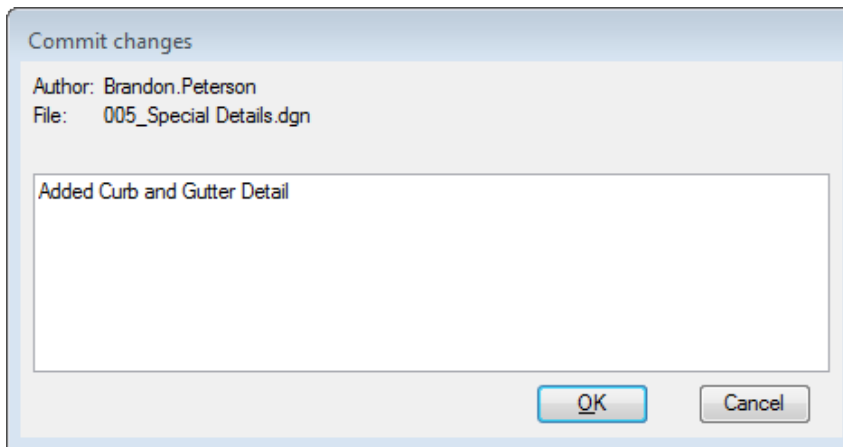 Commit changes
Author: Brandon.Peterson
File: 005_Special Details.dgn
Added Curb and Gutter Detail
OK Cancel